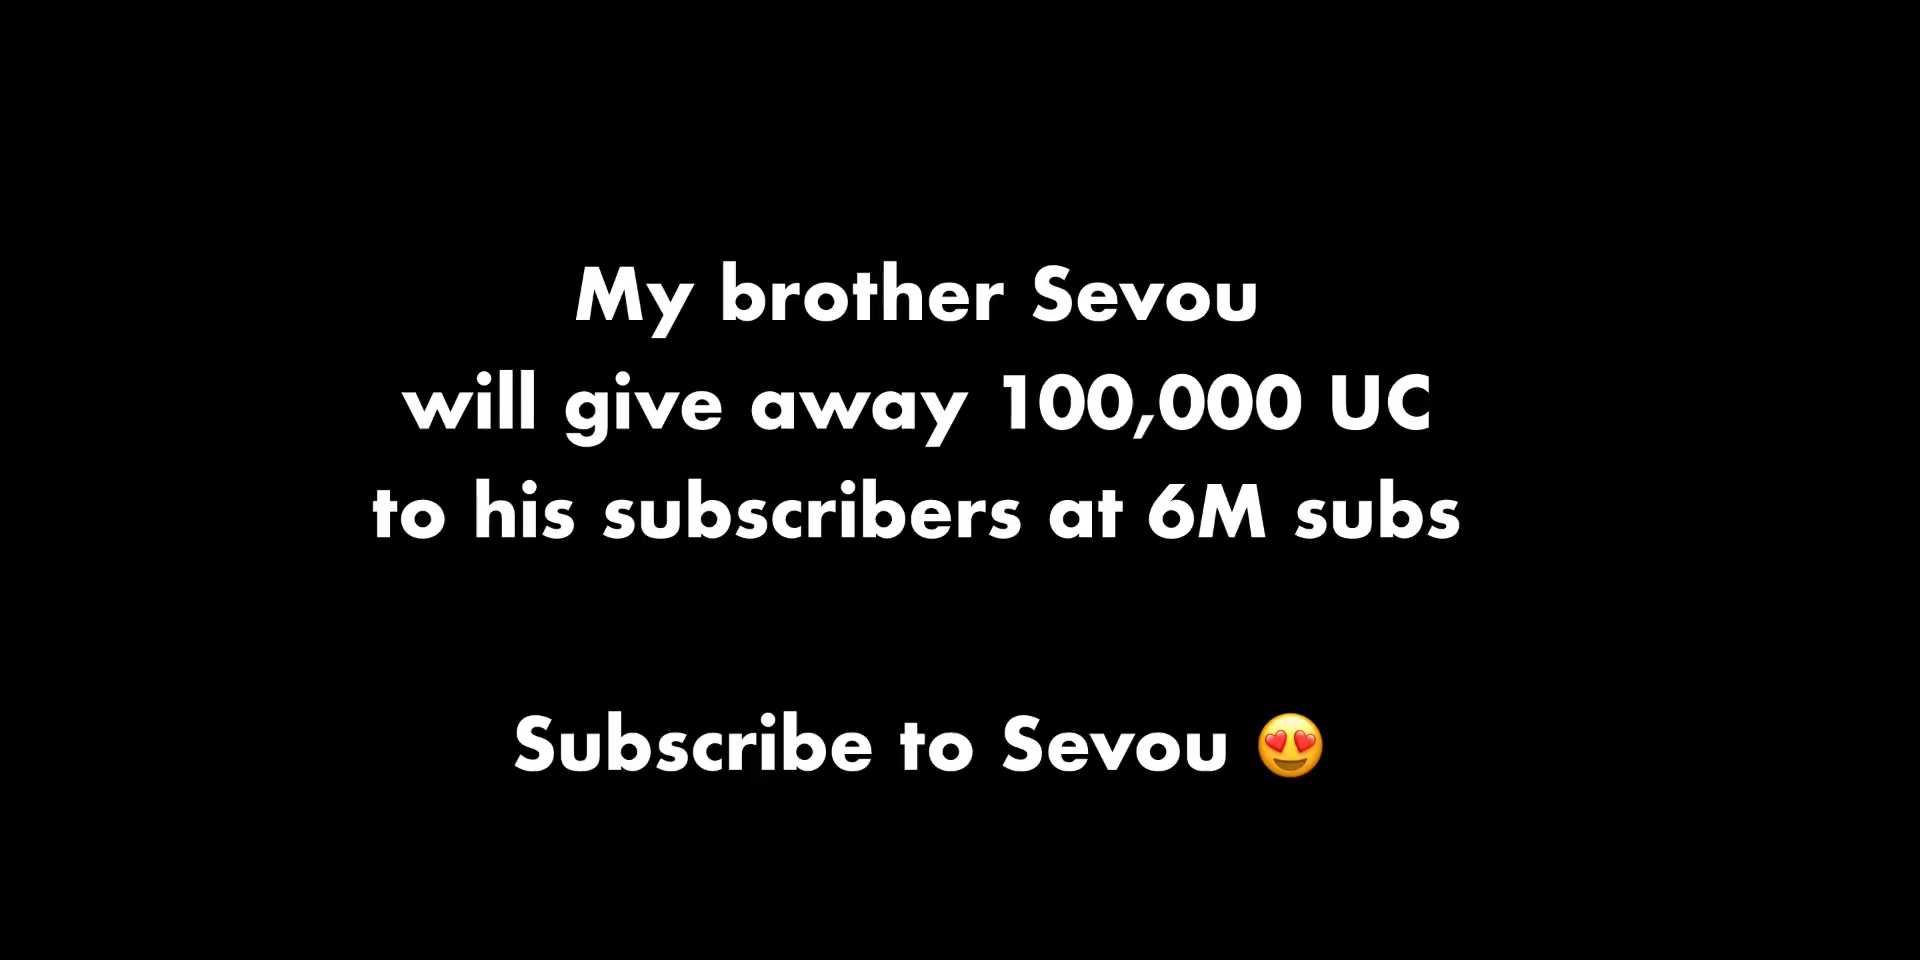 My brother Sevou
will give away 100,000 UC
to his subscribers at 6M subs
Subscribe to Sevou 😍